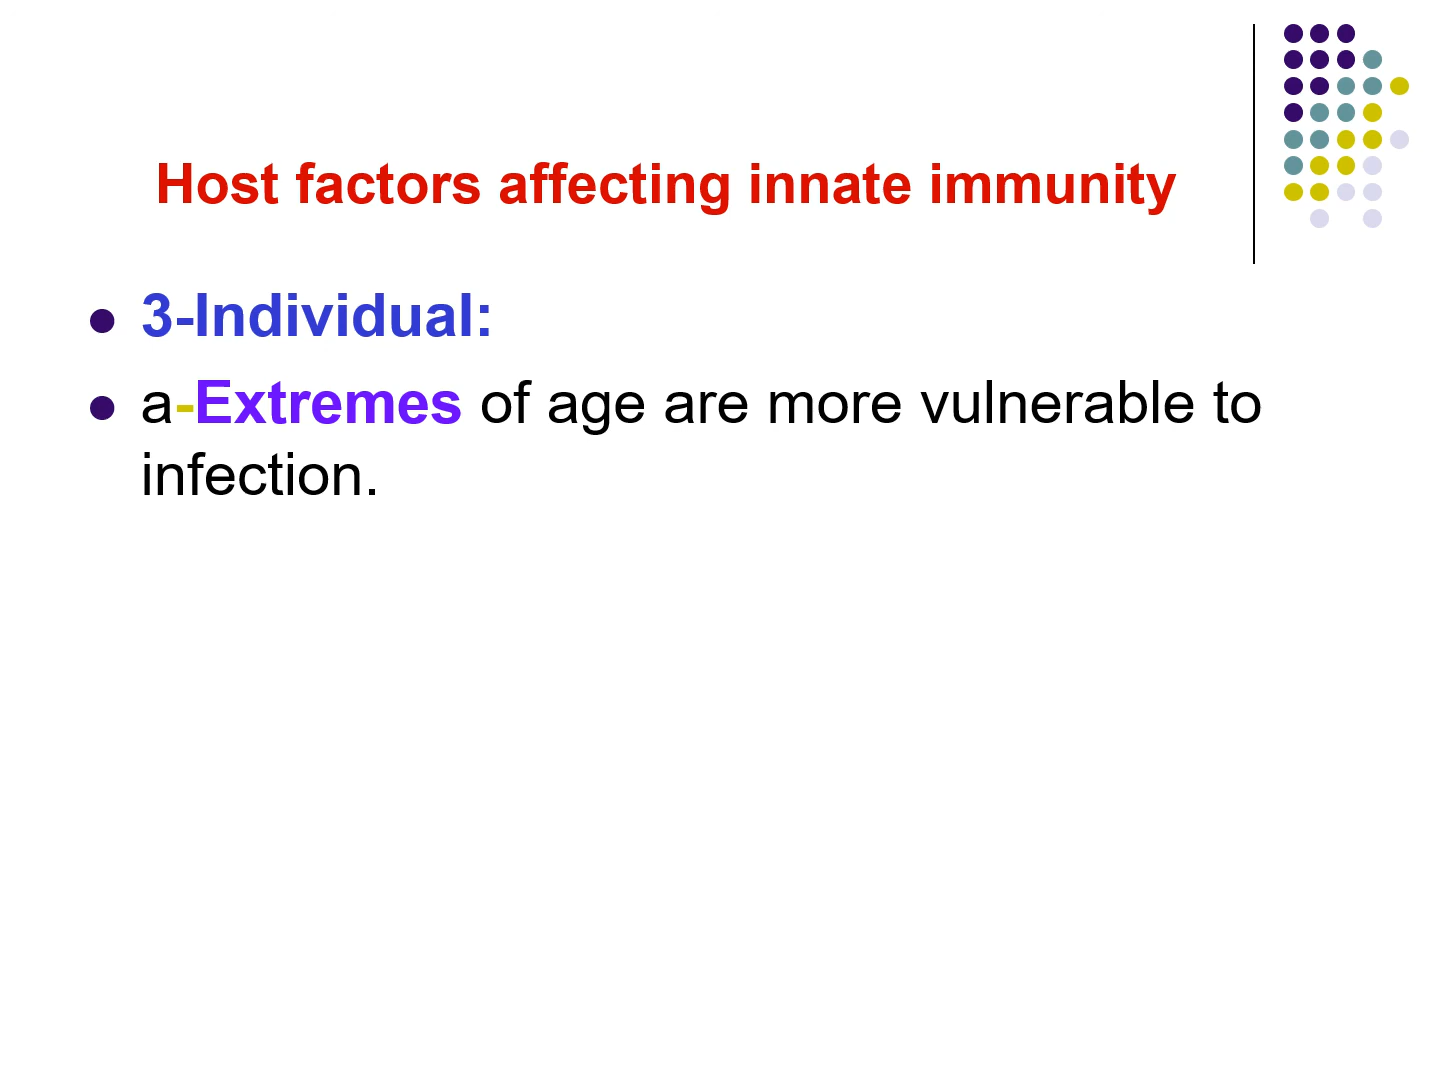 Host factors affecting innate immunity
3-Individual:
a-Extremes of age are more vulnerable to
infection.